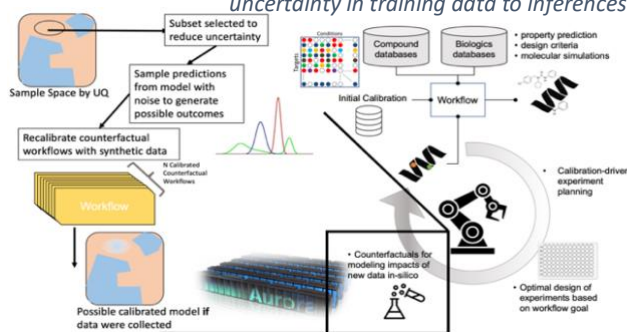 uncertainty in training data to inferences
Subset selected to
reduce uncertainty
Sample Space by UQ
Sample predictions
from model with
noise to generate
possible outcomes
Recalibrate counterfactual
workflows with synthetic data
N Calibrated
Counterfactual
Workflows
Workflow
Possible calibrated model if
data were collected
Conditions
Targets
Compound
databases
Biologics
databases
• property prediction
• design criteria
• molecular simulations
Initial Calibration
Workflow
• Calibration-driven
experiment
planning
• Counterfactuals for
modeling impacts of
new data in-silico
• Optimal design of
experiments based
on workflow goal
Aurora